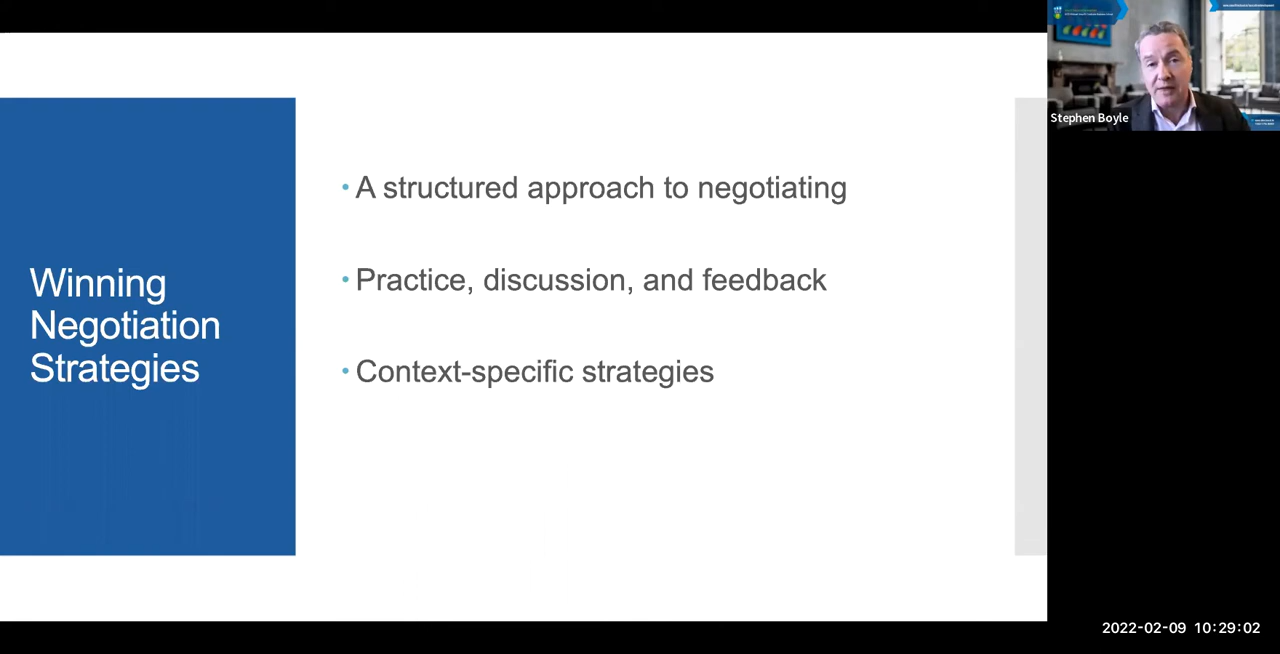 Winning
Negotiation
Strategies
• A structured approach to negotiating
• Practice, discussion, and feedback
• Context-specific strategies
Stephen Boyle
2022-02-09 10:29:02